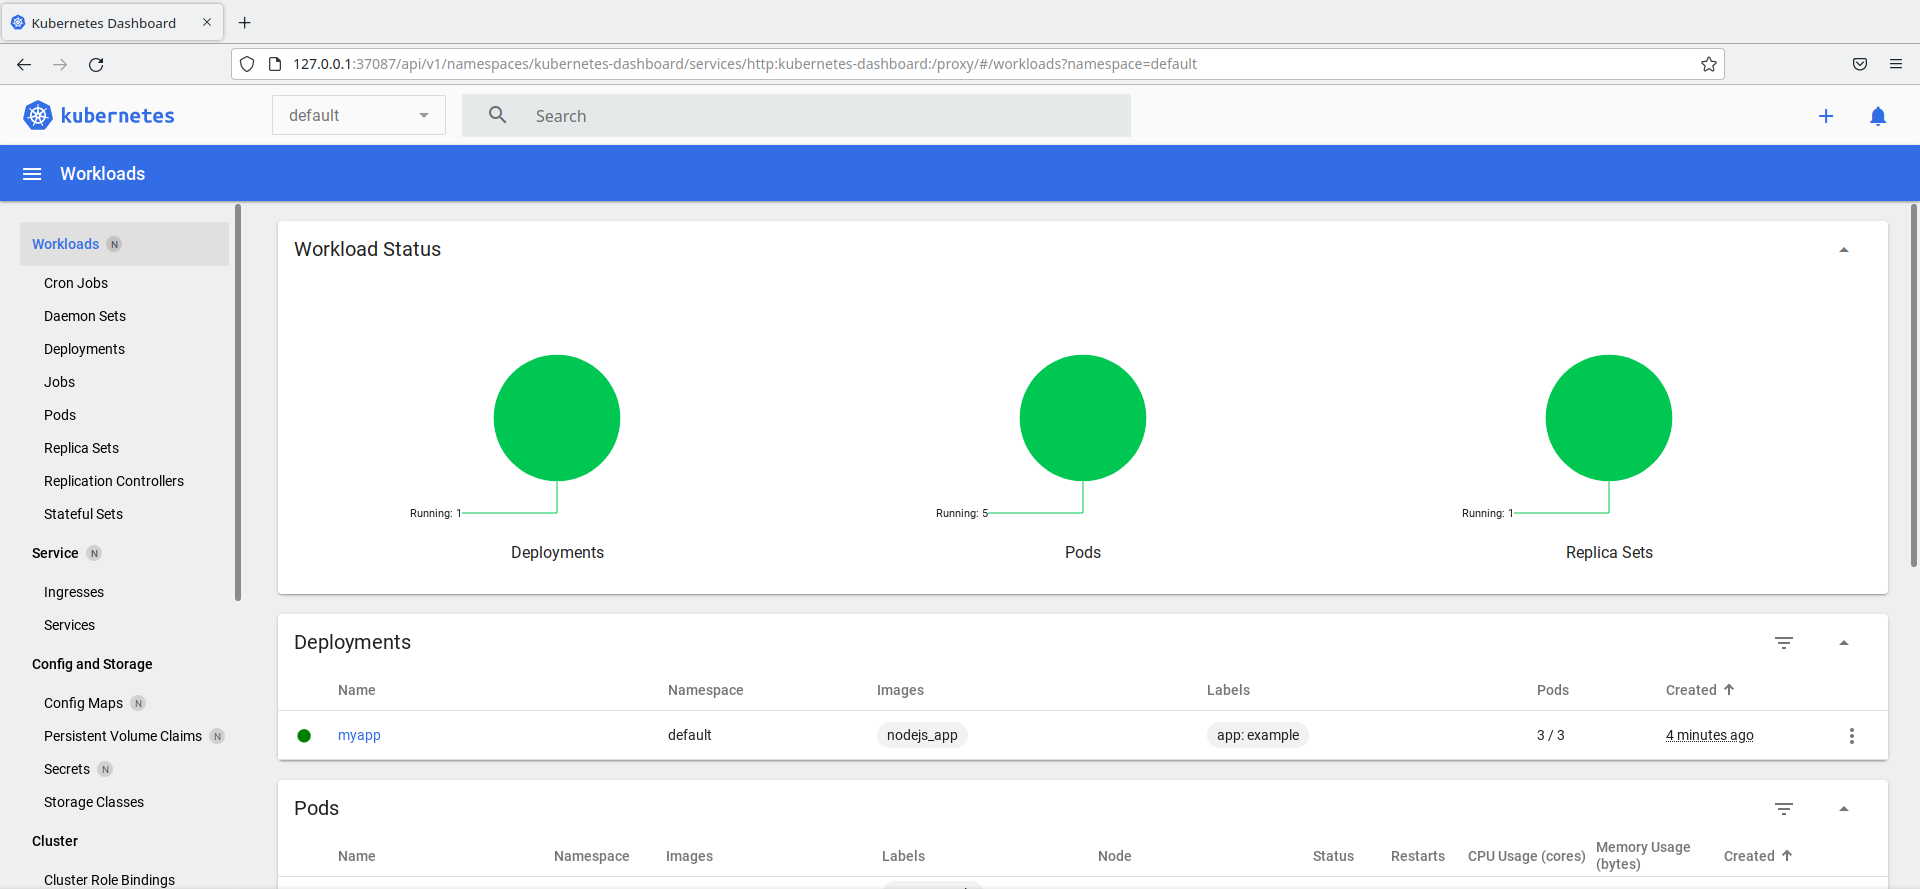 Kubernetes Dashboard
127.0.0.1:37087/api/v1/namespaces/kubernetes-dashboard/services/http:kubernetes-dashboard:/proxy/#/workloads?namespace=default
kubernetes
default
Search
Workloads
Workloads N
Cron Jobs
Daemon Sets
Deployments
Jobs
Pods
Replica Sets
Replication Controllers
Stateful Sets
Service N
Ingresses
Services
Config and Storage
Config Maps N
Persistent Volume Claims N
Secrets N
Storage Classes
Cluster
Cluster Role Bindings
Workload Status
Running: 1
Deployments
Running: 5
Pods
Running: 1
Replica Sets
Deployments
Name Namespace Images Labels Pods Created
myapp default nodejs_app app: example 3 / 3 4 minutes ago
Pods
Name Namespace Images Labels Node Status Restarts CPU Usage (cores) Memory Usage (bytes) Created